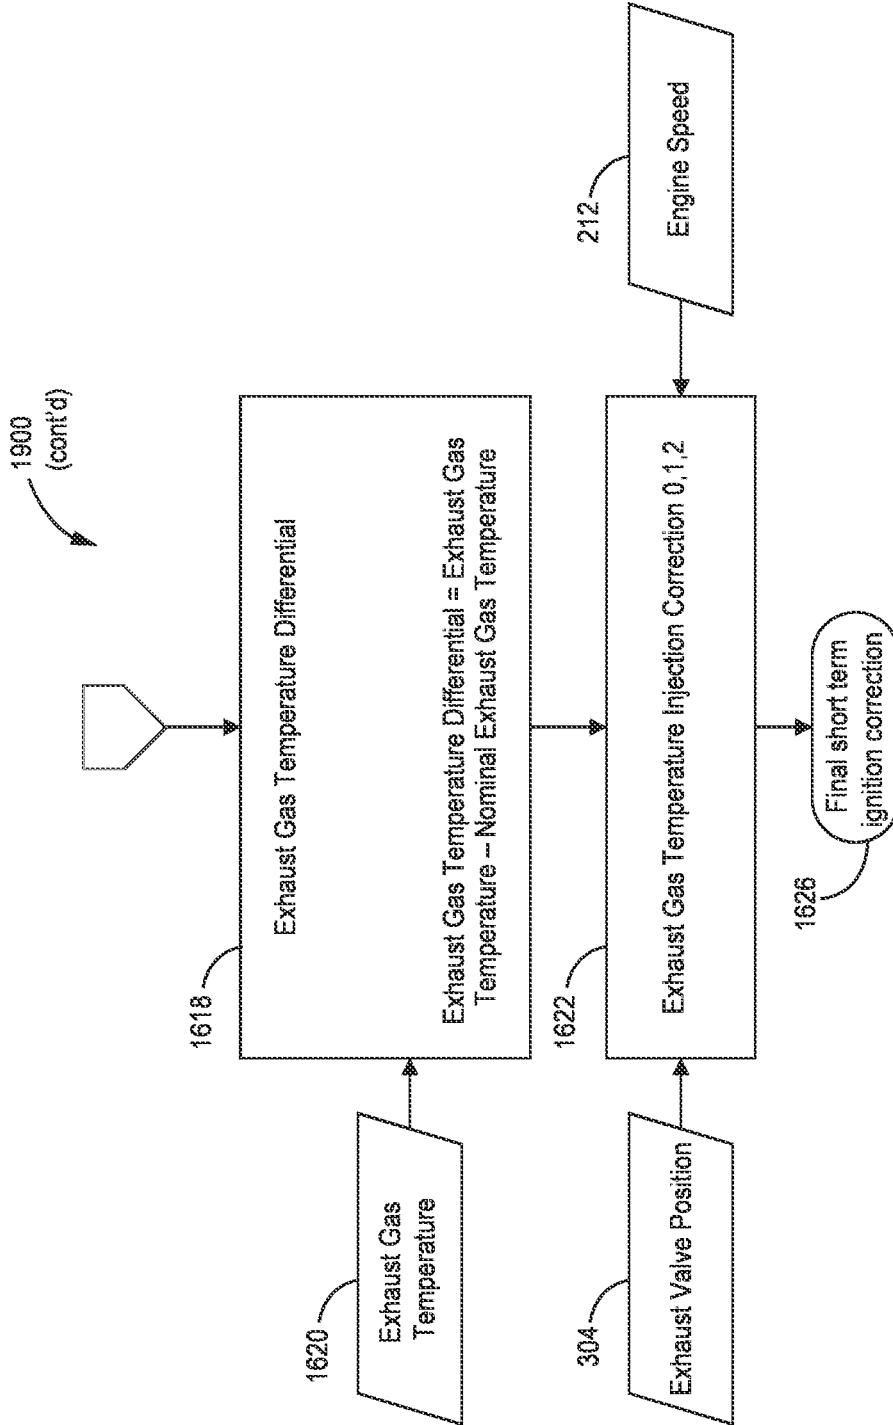 1900
(cont'd)
1618
Exhaust Gas Temperature Differential
Exhaust Gas Temperature Differential = Exhaust Gas
Temperature – Nominal Exhaust Gas Temperature
1620
Exhaust Gas
Temperature
1622
Exhaust Gas Temperature Injection Correction 0,1,2
304
Exhaust Valve Position
212
Engine Speed
1626
Final short term
ignition correction